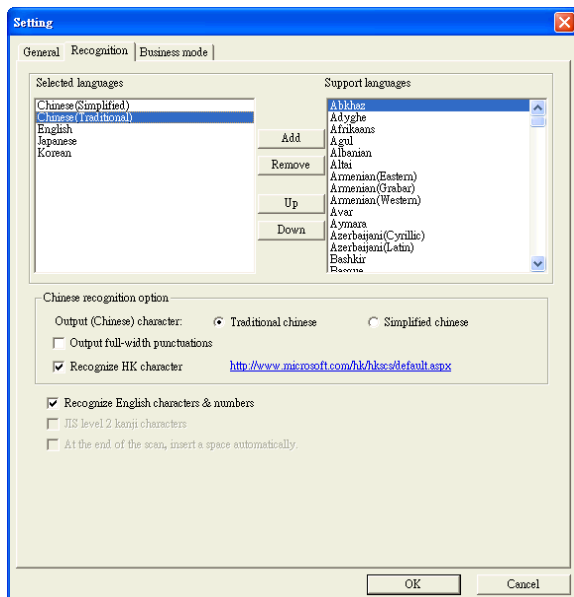 Setting
General Recognition Business mode
Selected languages
Chinese(Simplified)
Chinese(Traditional)
English
Japanese
Korean
Add
Remove
Up
Down
Support languages
Abkhaz
Adyghe
Afrikaans
Agul
Albanian
Altai
Armenian(Eastern)
Armenian(Grabar)
Armenian(Western)
Avar
Aymara
Azerbaijani(Cyrillic)
Azerbaijani(Latin)
Bashkir
Basque
Chinese recognition option
Output (Chinese) character: Traditional chinese Simplified chinese
Output full-width punctuations
Recognize HK character http://www.microsoft.com/hk/hkscs/default.aspx
Recognize English characters & numbers
JIS level 2 kanji characters
At the end of the scan, insert a space automatically.
OK Cancel